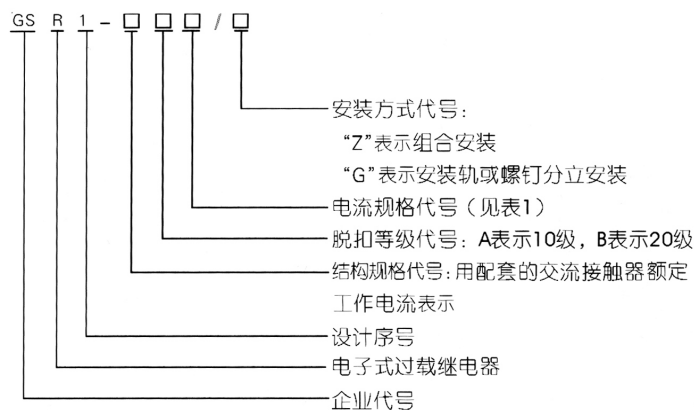 GS R 1 - □ □ □ / □
安装方式代号：
“Z”表示组合安装
“G”表示安装轨或螺钉分立安装
电流规格代号（见表1）
脱扣等级代号：A表示10级，B表示20级
结构规格代号：用配套的交流接触器额定
工作电流表示
设计序号
电子式过载继电器
企业代号